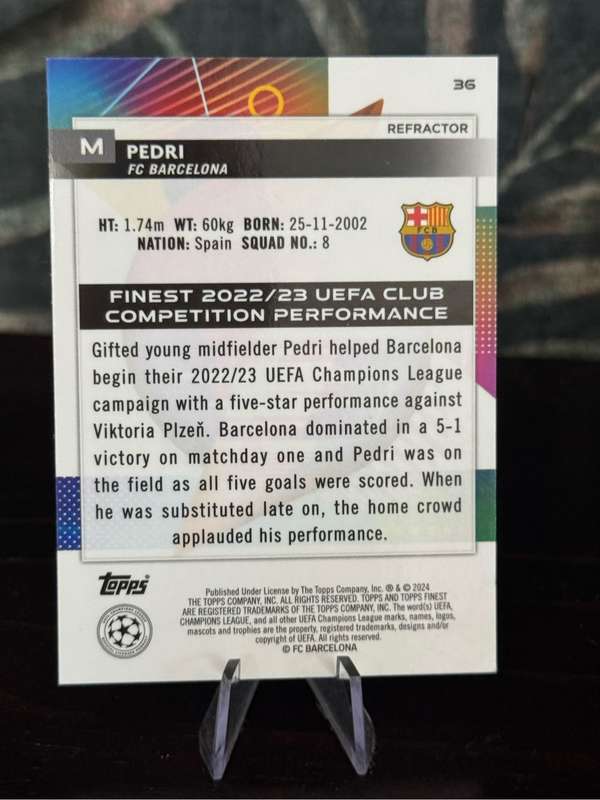 36
REFRACTOR
M PEDRI
FC BARCELONA
HT: 1.74m WT: 60kg BORN: 25-11-2002
NATION: Spain SQUAD NO.: 8
FCB
FINEST 2022/23 UEFA CLUB
COMPETITION PERFORMANCE
Gifted young midfielder Pedri helped Barcelona
begin their 2022/23 UEFA Champions League
campaign with a five-star performance against
Viktoria Plzeň. Barcelona dominated in a 5-1
victory on matchday one and Pedri was on
the field as all five goals were scored. When
he was substituted late on, the home crowd
applauded his performance.
Topps
Published Under License by The Topps Company, Inc. ® & © 2024
THE TOPPS COMPANY, INC. ALL RIGHTS RESERVED. TOPPS AND TOPPS FINEST
ARE REGISTERED TRADEMARKS OF THE TOPPS COMPANY, INC. The word(s) UEFA,
CHAMPIONS LEAGUE, and all other UEFA Champions League marks, names, logos,
mascots and trophies are the property, registered trademarks, designs and/or
copyright of UEFA. All rights reserved.
© FC BARCELONA